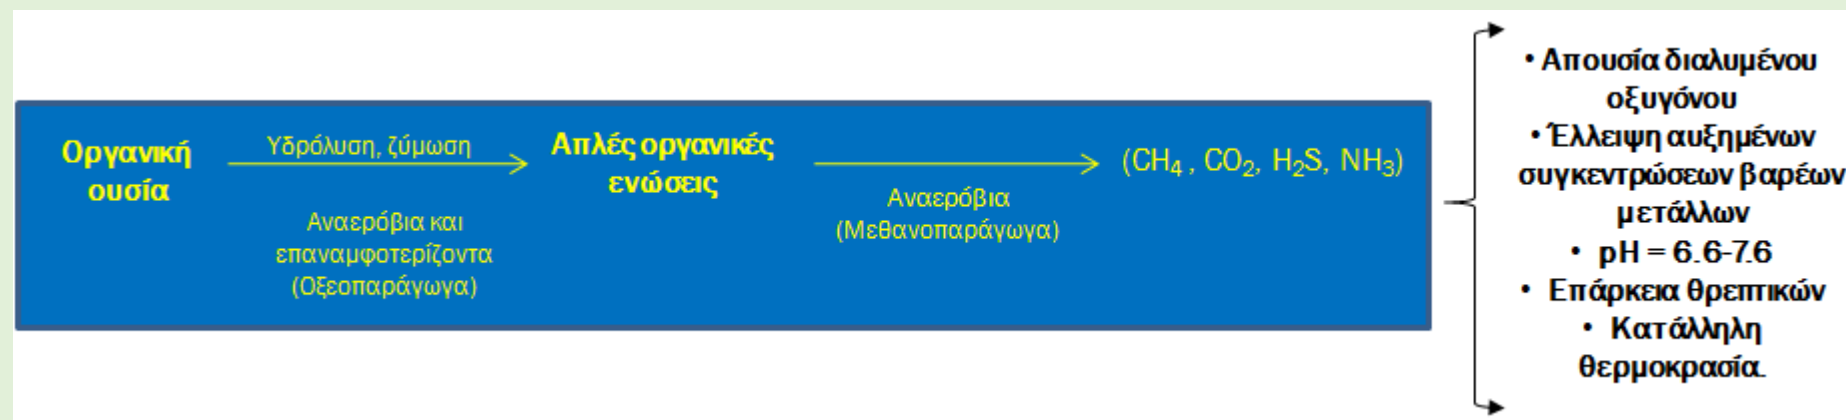 Οργανική
ουσία
Υδρόλυση, ζύμωση
Αναερόβια και
επαναμφοτερίζοντα
(Οξεοπαράγωγα)
Απλές οργανικές
ενώσεις
Αναερόβια
(Μεθανοπαράγωγα)
(CH₄ , CO₂, H₂S, NH₃)
• Απουσία διαλυμένου
οξυγόνου
• Έλλειψη αυξημένων
συγκεντρώσεων βαρέων
μετάλλων
• pH = 6.6-7.6
• Επάρκεια θρεπτικών
• Κατάλληλη
θερμοκρασία.